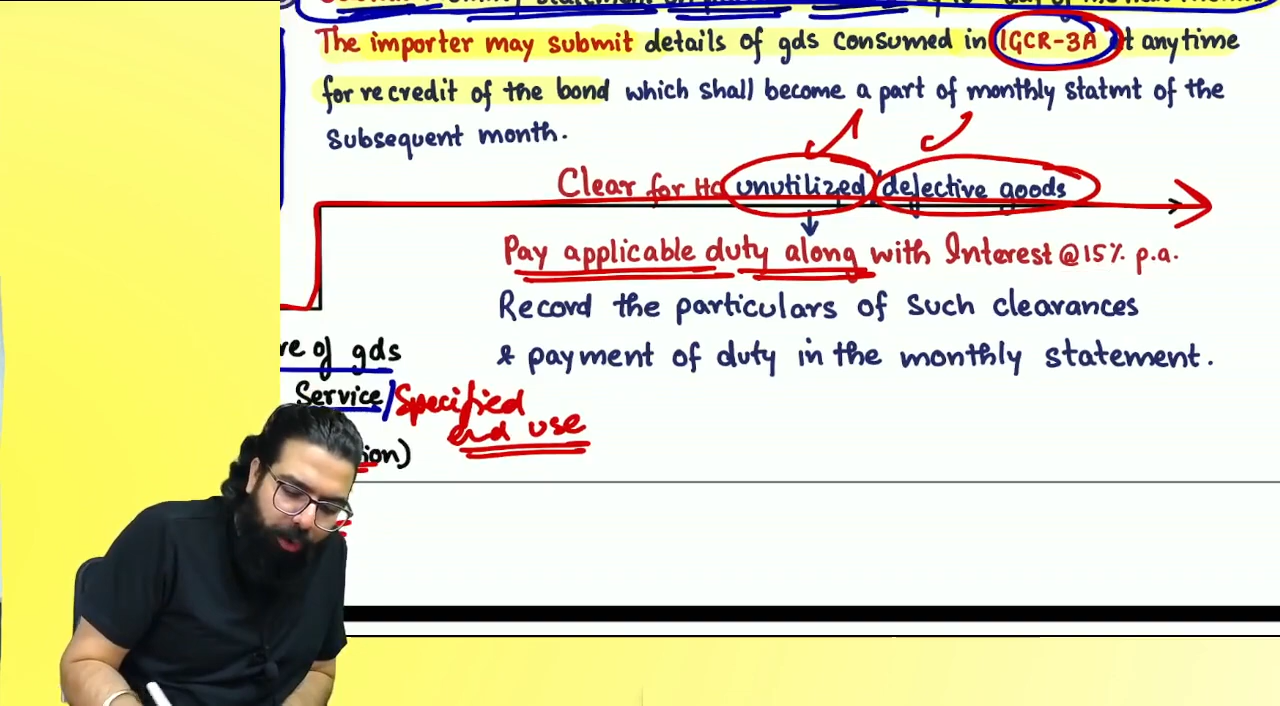 The importer may submit details of gds consumed in IGCR-3A at anytime
for recredit of the bond which shall become a part of monthly statmt of the
subsequent month.
Clear for HC unutilized/defective goods
Pay applicable duty along with Interest @15% p.a.
Record the particulars of such clearances
& payment of duty in the monthly statement.
re of gds
Service/Specified
end use
ion)